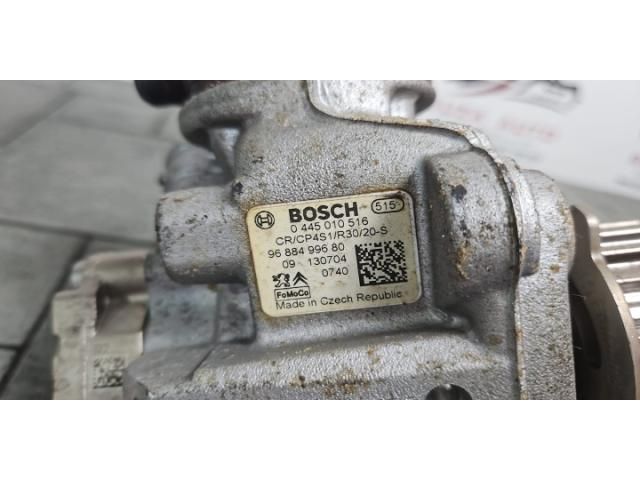 BOSCH 515
0 445 010 516
CR/CP4S1/R30/20-S
96 884 996 80
09 130704
0740
FoMoCo
Made in Czech Republic